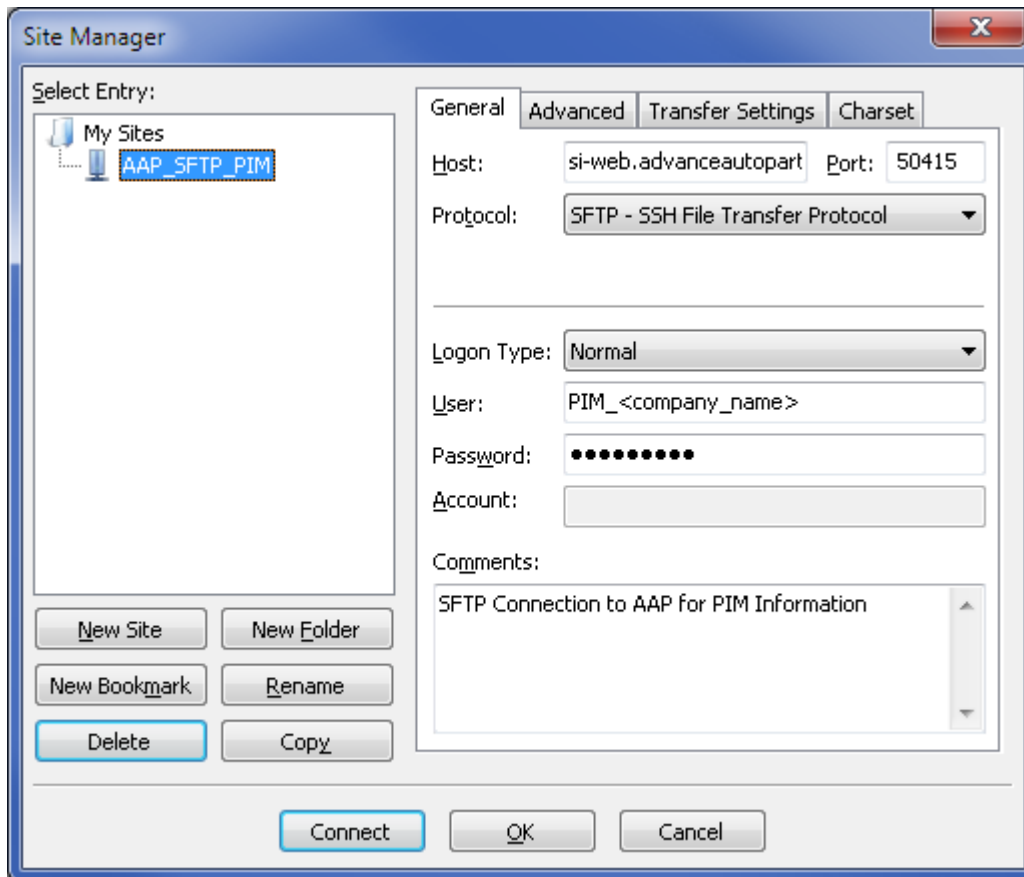 Site Manager
Select Entry:
My Sites
AAP_SFTP_PIM
New Site
New Folder
New Bookmark
Rename
Delete
Copy
General
Advanced
Transfer Settings
Charset
Host:
si-web.advanceautopart
Port:
50415
Protocol:
SFTP - SSH File Transfer Protocol
Logon Type:
Normal
User:
PIM_<company_name>
Password:
•••••••••
Account:
Comments:
SFTP Connection to AAP for PIM Information
Connect
OK
Cancel